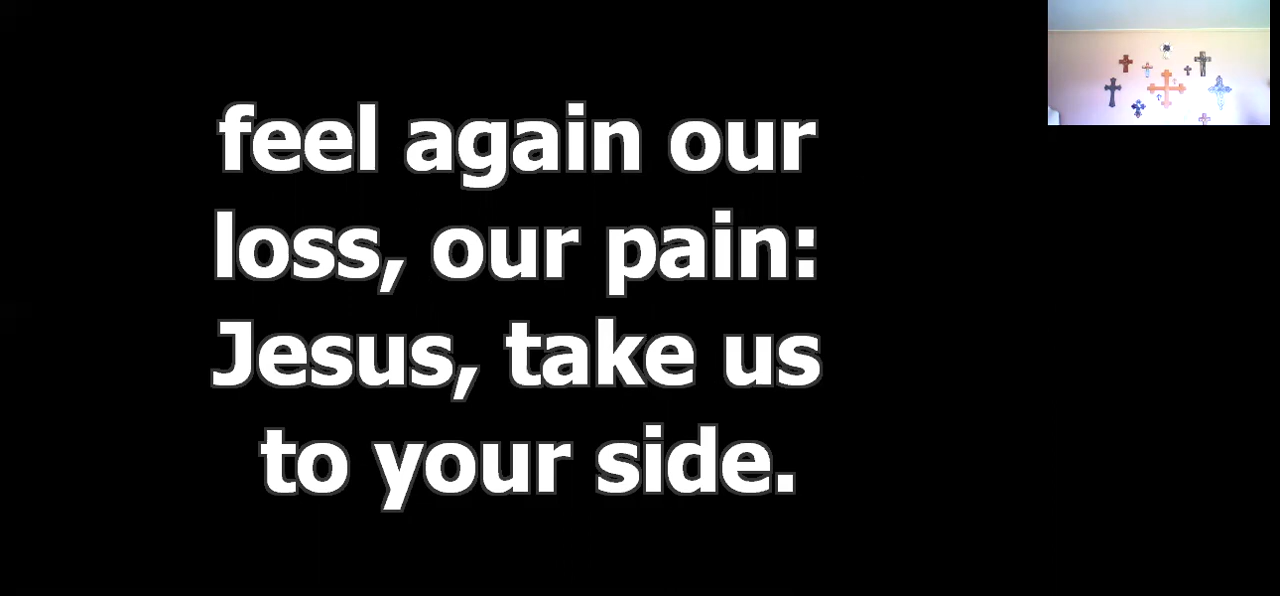 feel again our
loss, our pain:
Jesus, take us
to your side.